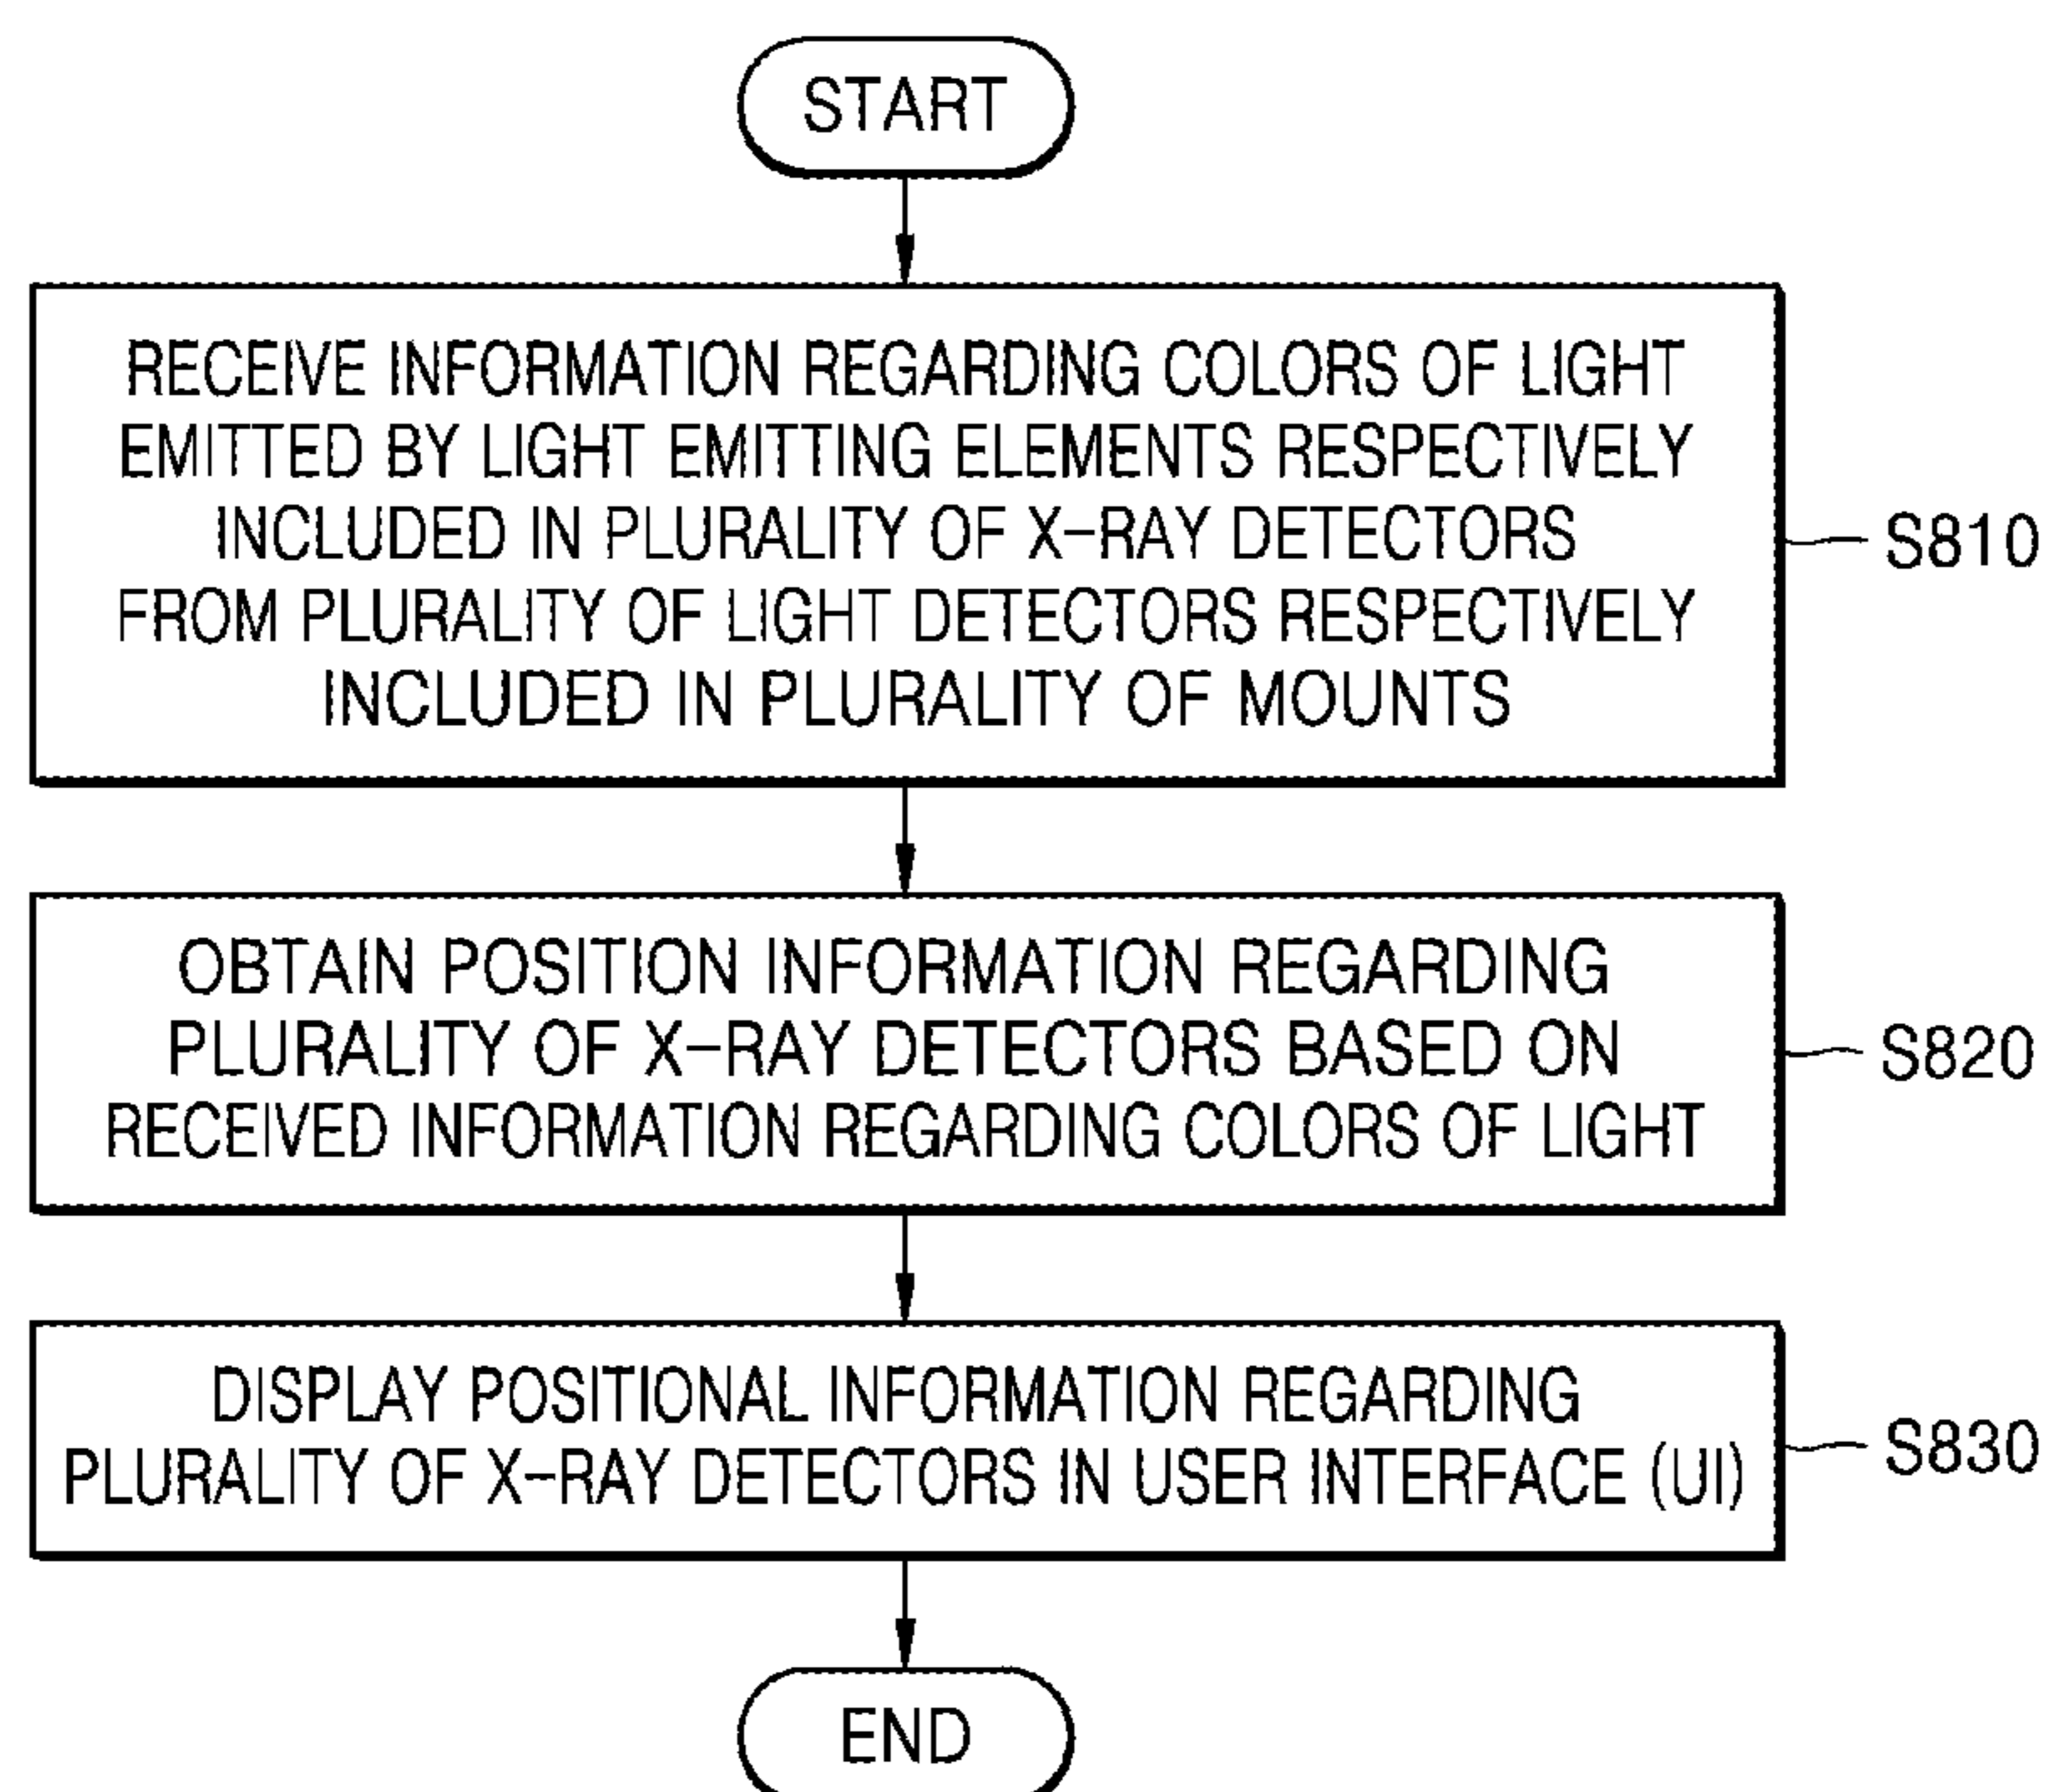 START
RECEIVE INFORMATION REGARDING COLORS OF LIGHT
EMITTED BY LIGHT EMITTING ELEMENTS RESPECTIVELY
INCLUDED IN PLURALITY OF X-RAY DETECTORS
FROM PLURALITY OF LIGHT DETECTORS RESPECTIVELY
INCLUDED IN PLURALITY OF MOUNTS
S810
OBTAIN POSITION INFORMATION REGARDING
PLURALITY OF X-RAY DETECTORS BASED ON
RECEIVED INFORMATION REGARDING COLORS OF LIGHT
S820
DISPLAY POSITIONAL INFORMATION REGARDING
PLURALITY OF X-RAY DETECTORS IN USER INTERFACE (UI)
S830
END